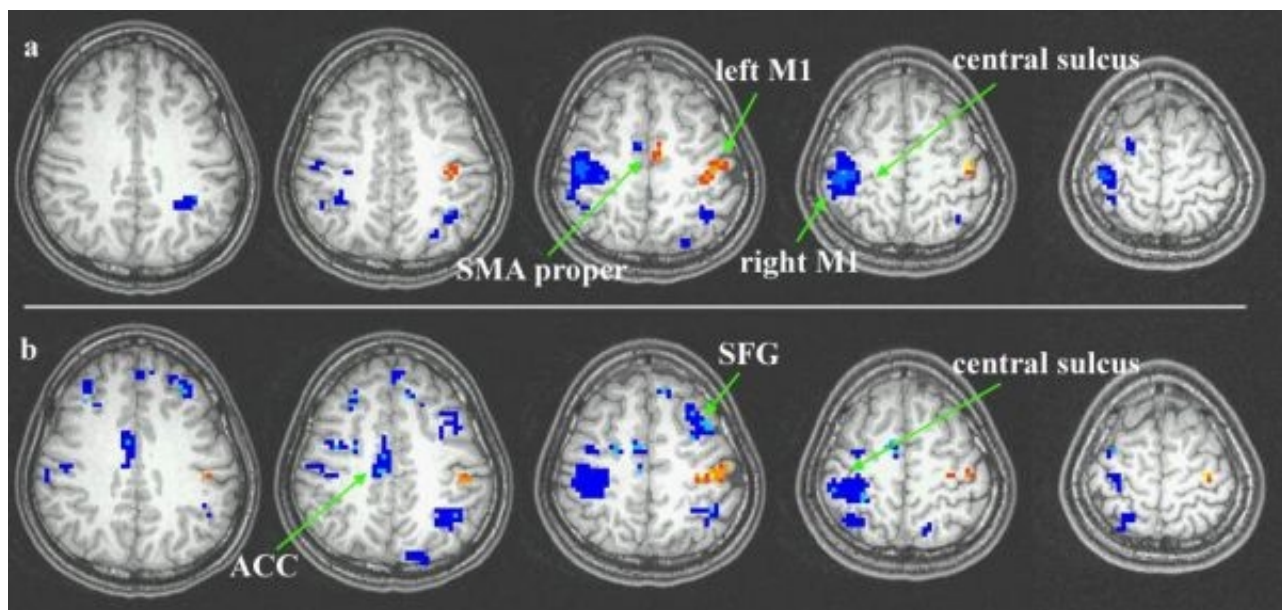 a
left M1
central sulcus
SMA proper
right M1
b
SFG
central sulcus
ACC